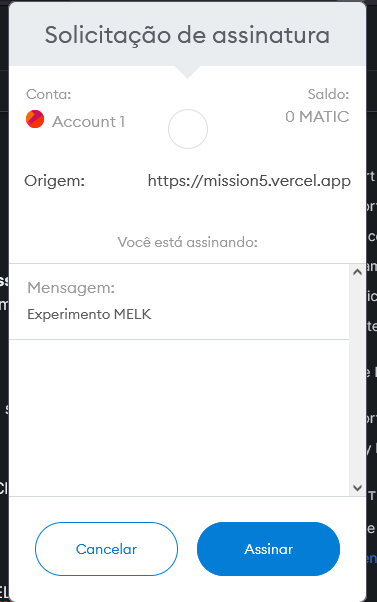 Solicitação de assinatura
Conta:
Saldo:
Account 1
0 MATIC
Origem:
https://mission5.vercel.app
Você está assinando:
Mensagem:
Experimento MELK
Cancelar
Assinar